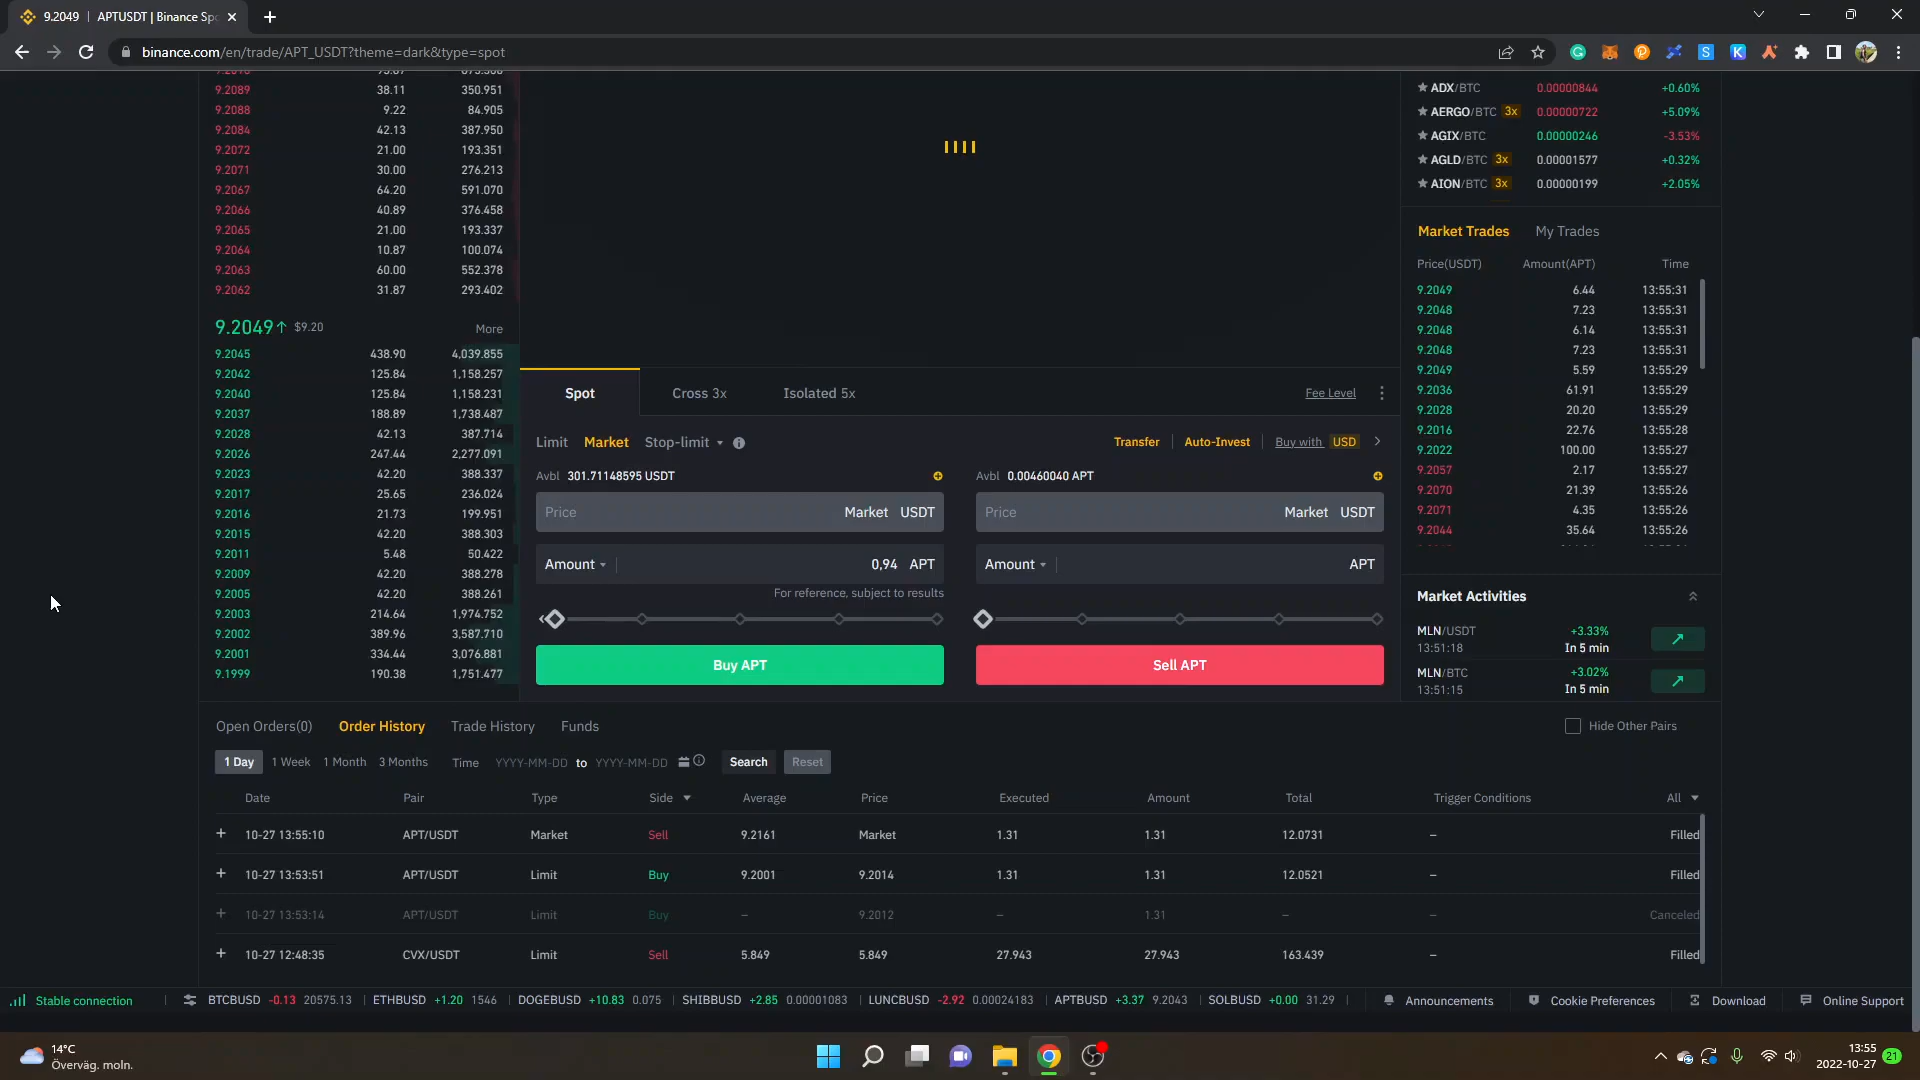 9.2049 | APTUSDT | Binance Spo
binance.com/en/trade/APT_USDT?theme=dark&type=spot
9.2089 38.11 350.951
9.2088 9.22 84.905
9.2084 42.13 387.950
9.2072 21.00 193.351
9.2071 30.00 276.213
9.2067 64.20 591.070
9.2066 40.89 376.458
9.2065 21.00 193.337
9.2064 10.87 100.074
9.2063 60.00 552.378
9.2062 31.87 293.402
9.2049↑ $9.20 More
9.2045 438.90 4,039.855
9.2042 125.84 1,158.257
9.2040 125.84 1,158.231
9.2037 188.89 1,738.487
9.2028 42.13 387.714
9.2026 247.44 2,277.091
9.2023 42.20 388.337
9.2017 25.65 236.024
9.2016 21.73 199.951
9.2015 42.20 388.303
9.2011 5.48 50.422
9.2009 42.20 388.278
9.2005 42.20 388.261
9.2003 214.64 1,974.752
9.2002 389.96 3,587.710
9.2001 334.44 3,076.881
9.1999 190.38 1,751.477
Spot Cross 3x Isolated 5x Fee Level
Limit Market Stop-limit Transfer Auto-Invest Buy with USD
Avbl 301.71148595 USDT Avbl 0.00460040 APT
Price Market USDT Price Market USDT
Amount 0,94 APT Amount APT
For reference, subject to results
Buy APT Sell APT
ADX/BTC 0.00000844 +0.60%
AERGO/BTC 3x 0.00000722 +5.09%
AGIX/BTC 0.00000246 -3.53%
AGLD/BTC 3x 0.00001577 +0.32%
AION/BTC 3x 0.00000199 +2.05%
Market Trades My Trades
Price(USDT) Amount(APT) Time
9.2049 6.44 13:55:31
9.2048 7.23 13:55:31
9.2048 6.14 13:55:31
9.2048 7.23 13:55:31
9.2049 5.59 13:55:29
9.2036 61.91 13:55:29
9.2028 20.20 13:55:29
9.2016 22.76 13:55:28
9.2022 100.00 13:55:27
9.2057 2.17 13:55:27
9.2070 21.39 13:55:26
9.2071 4.35 13:55:26
9.2044 35.64 13:55:26
Market Activities
MLN/USDT +3.33%
13:51:18 In 5 min
MLN/BTC +3.02%
13:51:15 In 5 min
Open Orders(0) Order History Trade History Funds Hide Other Pairs
1 Day 1 Week 1 Month 3 Months Time YYYY-MM-DD to YYYY-MM-DD Search Reset
Date Pair Type Side Average Price Executed Amount Total Trigger Conditions All
10-27 13:55:10 APT/USDT Market Sell 9.2161 Market 1.31 1.31 12.0731 – Filled
10-27 13:53:51 APT/USDT Limit Buy 9.2001 9.2014 1.31 1.31 12.0521 – Filled
10-27 13:53:14 APT/USDT Limit Buy – 9.2012 – 1.31 – – Canceled
10-27 12:48:35 CVX/USDT Limit Sell 5.849 5.849 27.943 27.943 163.439 – Filled
Stable connection BTCBUSD -0.13 20575.13 ETHBUSD +1.20 1546 DOGEBUSD +10.83 0.075 SHIBBUSD +2.85 0.00001083 LUNCBUSD -2.92 0.00024183 APTBUSD +3.37 9.2043 SOLBUSD +0.00 31.29 Announcements Cookie Preferences Download Online Support
14°C
Överväg. moln.
13:55
2022-10-27
21